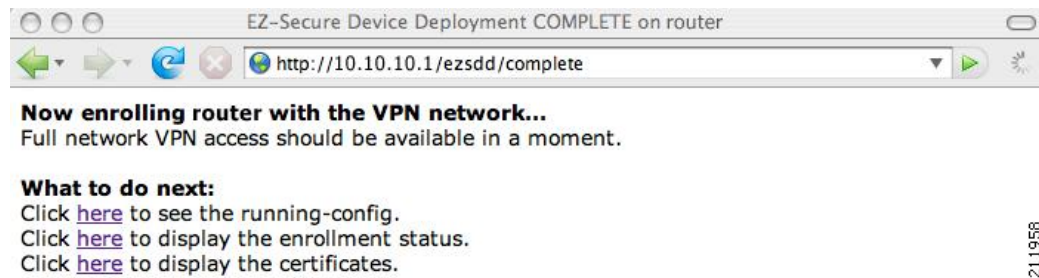 EZ-Secure Device Deployment COMPLETE on router
http://10.10.10.1/ezsdd/complete
Now enrolling router with the VPN network...
Full network VPN access should be available in a moment.
What to do next:
Click here to see the running-config.
Click here to display the enrollment status.
Click here to display the certificates.
211958